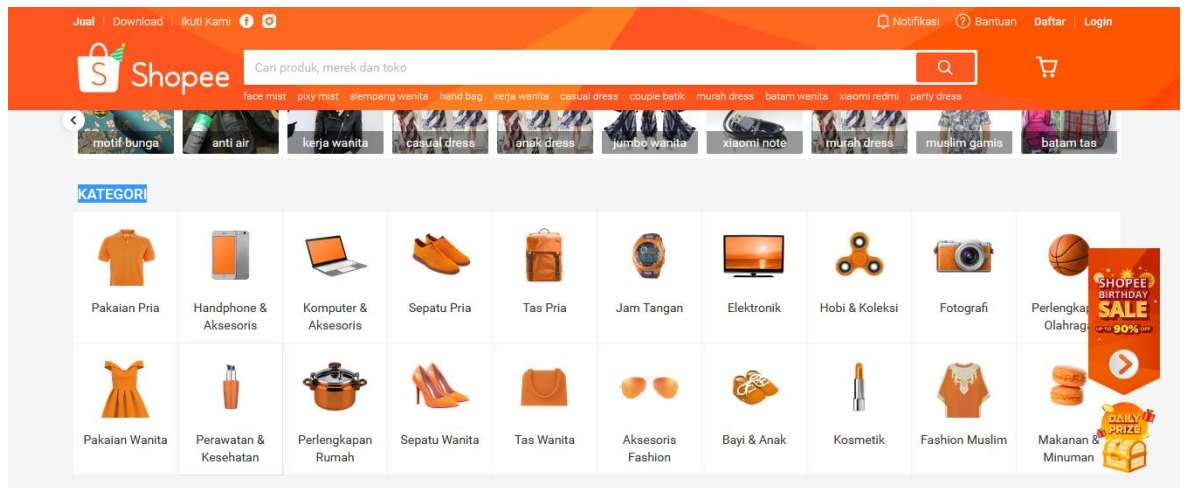 Jual Download Ikuti Kami Notifikasi Bantuan Daftar Login
S Shopee
Cari produk, merek dan toko
face mist pixy mist slempang wanita hand bag kerja wanita casual dress couple batik murah dress batam wanita xiaomi redmi party dress
motif bunga anti air kerja wanita casual dress anak dress jumbo wanita xiaomi note murah dress muslim gamis batam tas
KATEGORI
Pakaian Pria Handphone & Komputer & Sepatu Pria Tas Pria Jam Tangan Elektronik Hobi & Koleksi Fotografi
Aksesoris Aksesoris
SHOPEE
BIRTHDAY
SALE
UP TO 90% OFF
Pakaian Wanita Perawatan & Perlengkapan Sepatu Wanita Tas Wanita Aksesoris Bayi & Anak Kosmetik Fashion Muslim Makanan &
Kesehatan Rumah Fashion Minuman
DAILY
PRIZE